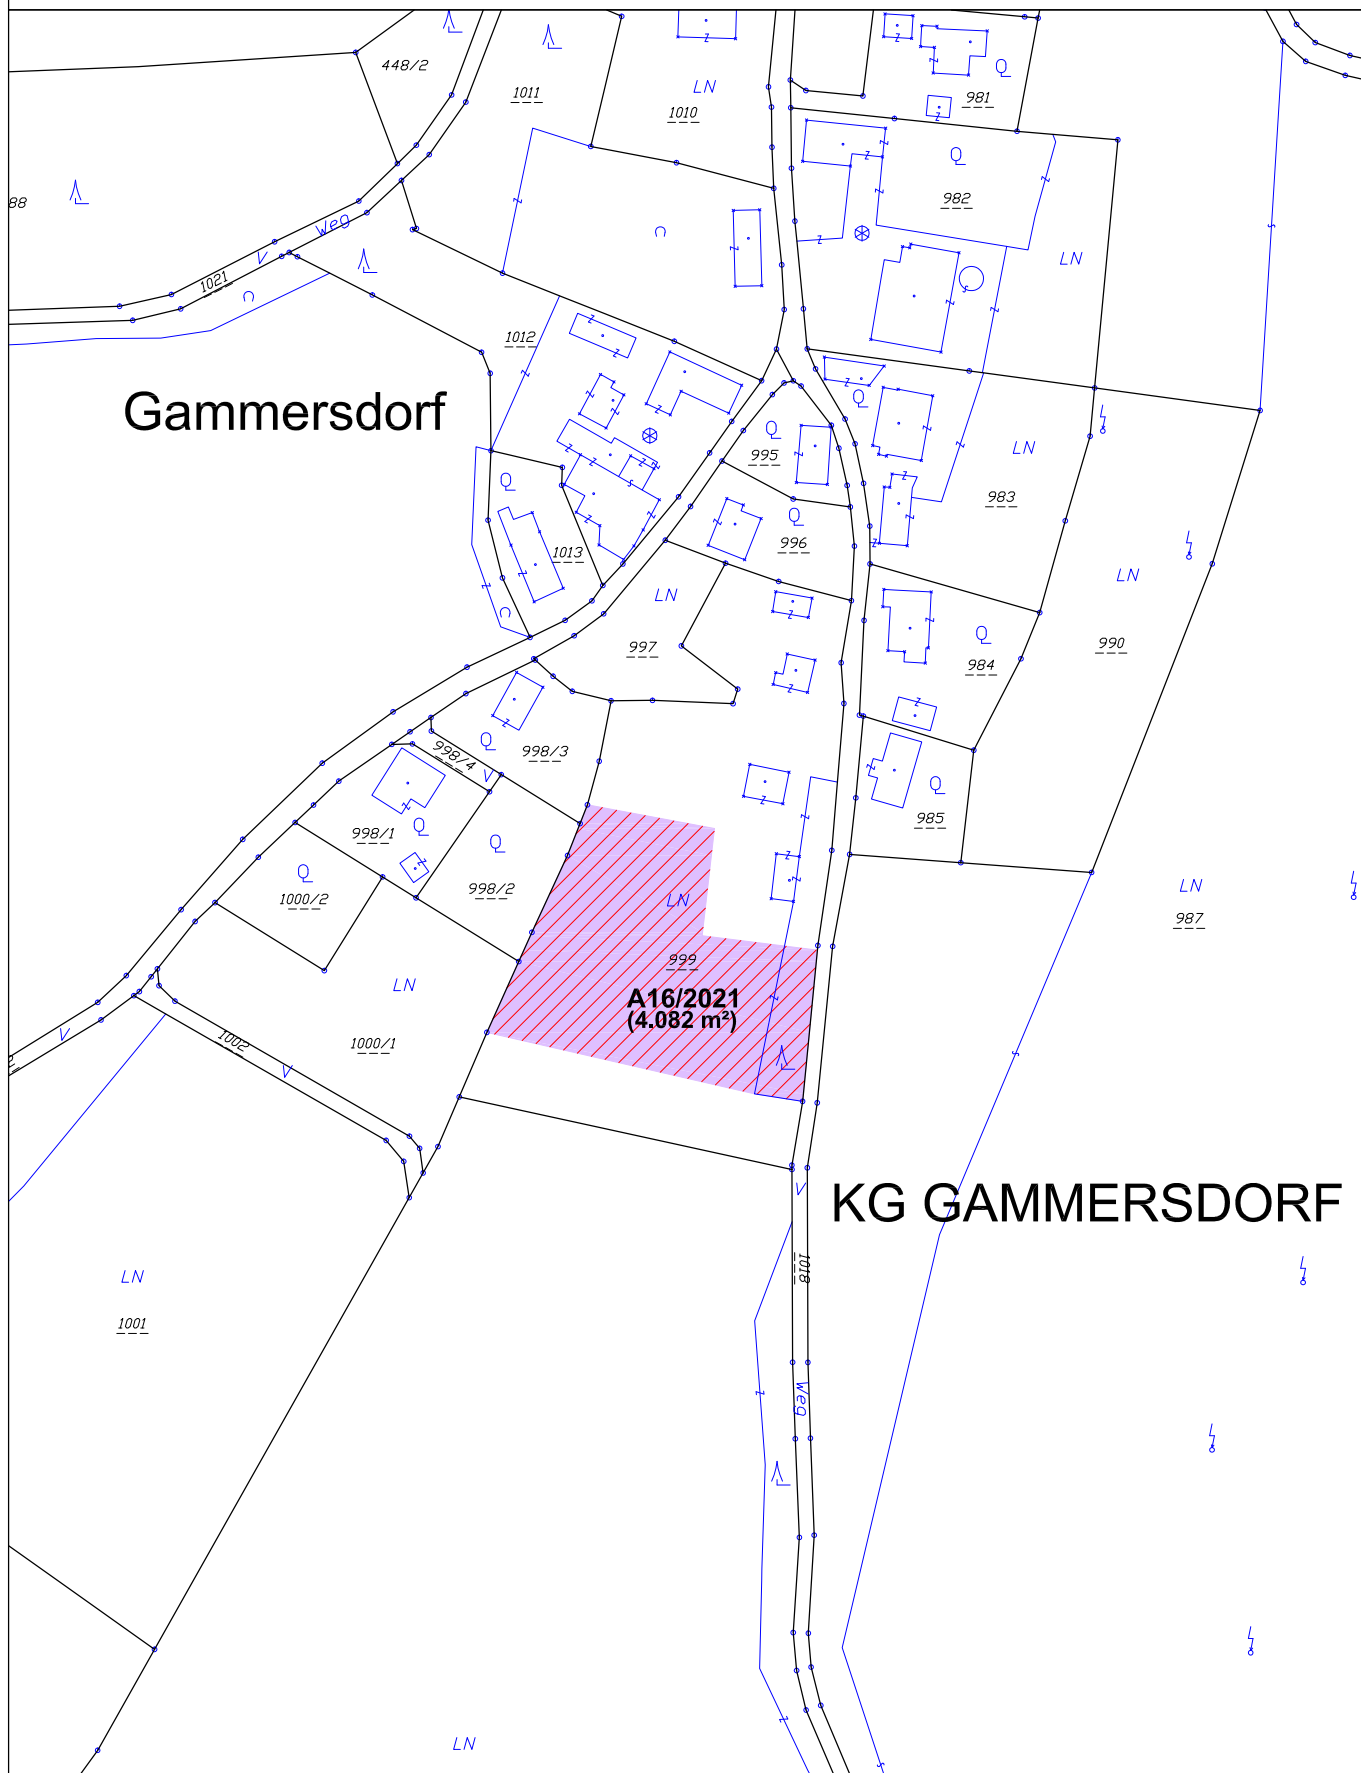 448/2
1011
LN
1010
Q
981
88
Weg
V
1021
Q
982
LN
1012
Gammersdorf
Q
Q
995
LN
983
Q
1013
Q
996
LN
LN
997
Q
984
990
998/4
V
Q
998/3
998/1
Q
Q
985
Q
998/2
Q
1000/2
LN
LN
987
999
A16/2021
(4.082 m²)
LN
V
1002
V
1000/1
V
KG GAMMERSDORF
1018
LN
1001
Weg
LN